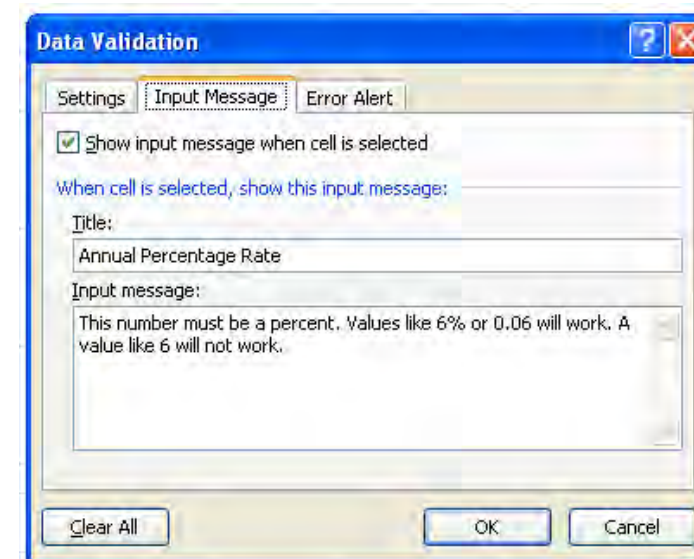 Data Validation
Settings Input Message Error Alert
Show input message when cell is selected
When cell is selected, show this input message:
Title:
Annual Percentage Rate
Input message:
This number must be a percent. Values like 6% or 0.06 will work. A
value like 6 will not work.
Clear All OK Cancel